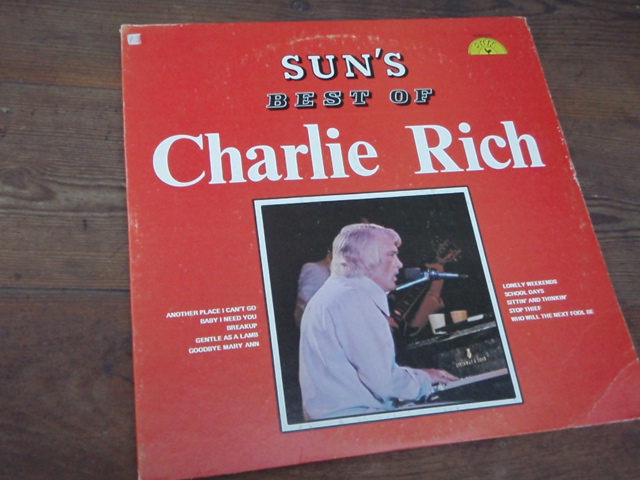 SUN'S
BEST OF
Charlie Rich
SUN
ANOTHER PLACE I CAN'T GO
BABY I NEED YOU
BREAKUP
GENTLE AS A LAMB
GOODBYE MARY ANN
LONELY WEEKENDS
SCHOOL DAYS
SITTIN' AND THINKIN'
STOP THIEF
WHO WILL THE NEXT FOOL BE